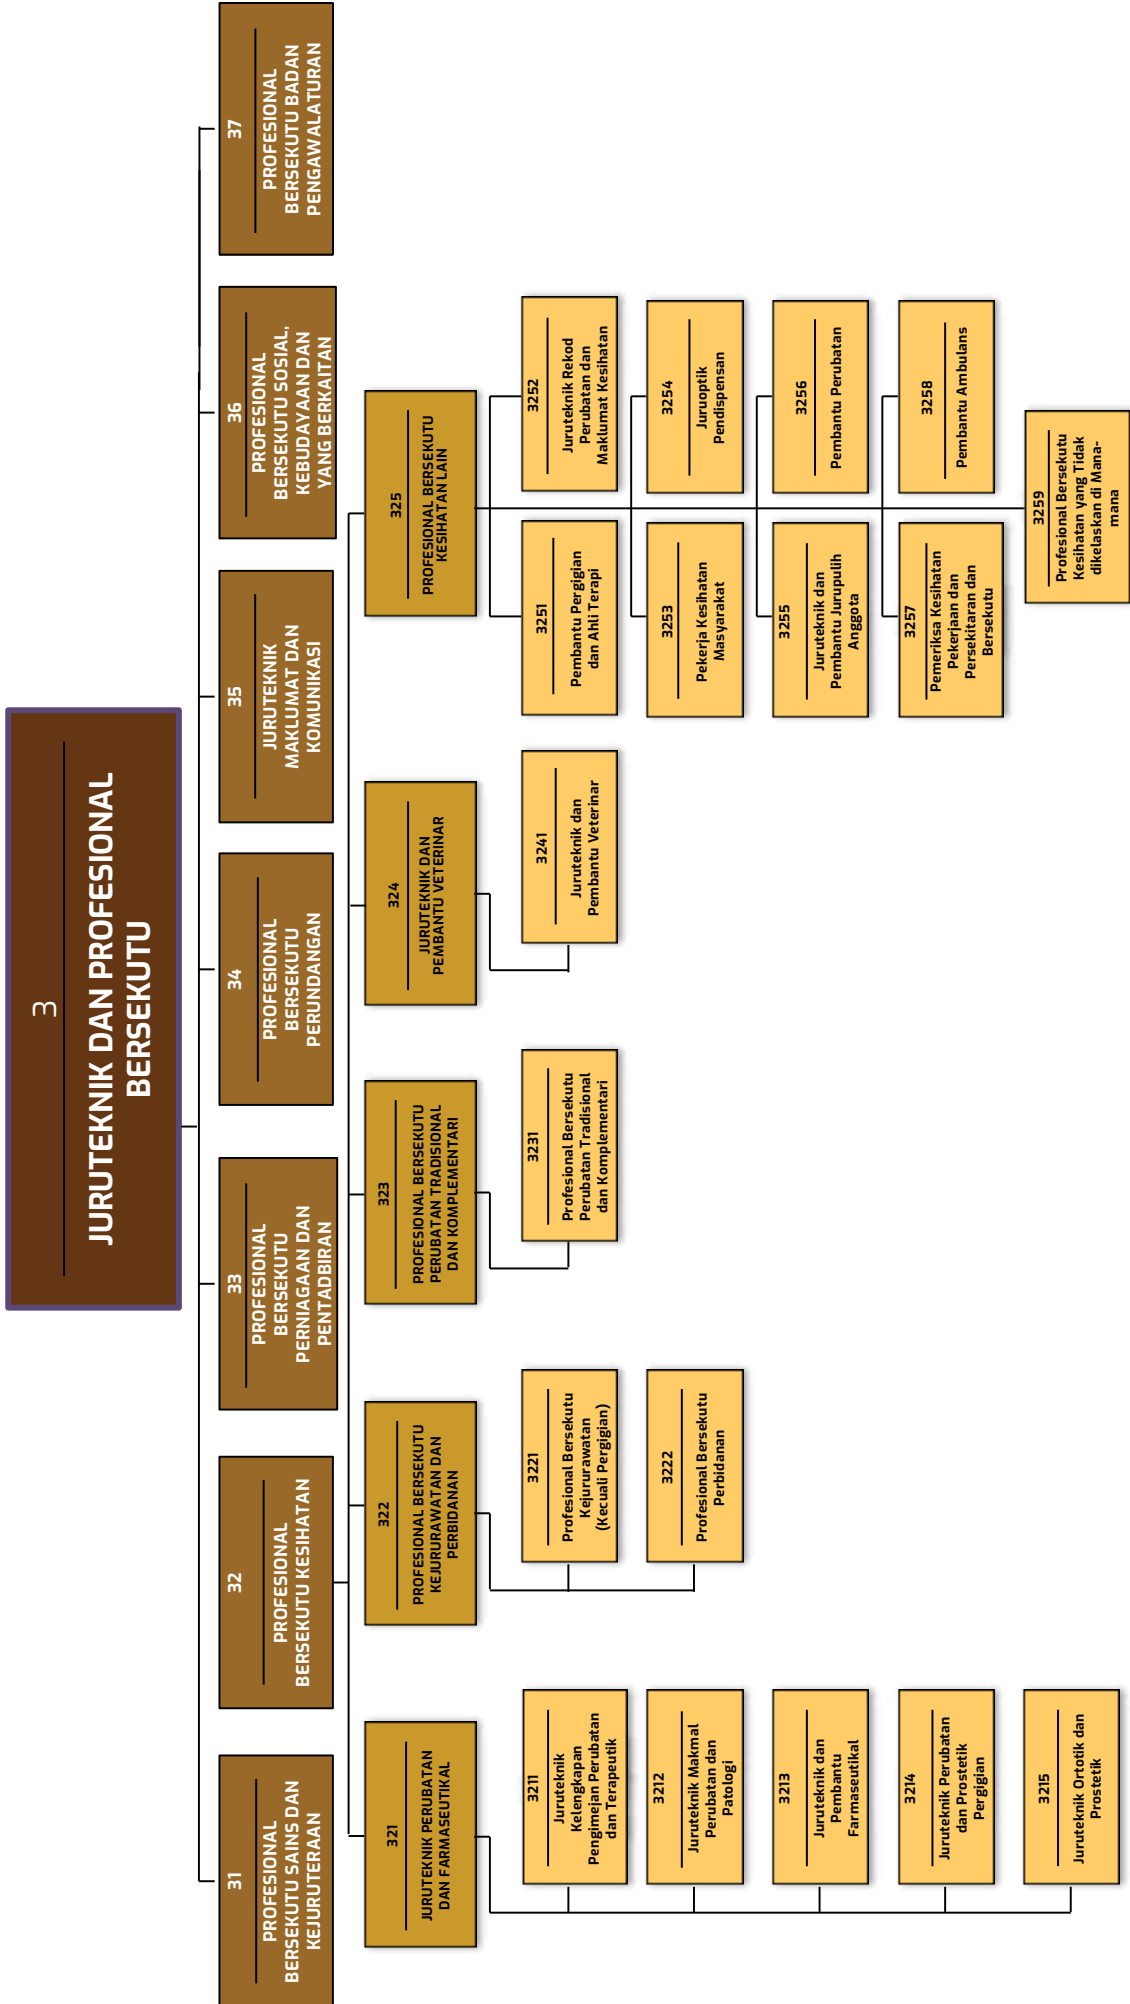 3
JURUTEKNIK DAN PROFESIONAL
BERSEKUTU
31
PROFESIONAL
BERSEKUTU SAINS DAN
KEJURUTERAAN
32
PROFESIONAL
BERSEKUTU KESIHATAN
33
PROFESIONAL
BERSEKUTU
PERNIAGAAN DAN
PENTADBIRAN
34
PROFESIONAL
BERSEKUTU
PERUNDANGAN
35
JURUTEKNIK
MAKLUMAT DAN
KOMUNIKASI
36
PROFESIONAL
BERSEKUTU SOSIAL,
KEBUDAYAAN DAN
YANG BERKAITAN
37
PROFESIONAL
BERSEKUTU BADAN
PENGAWALATURAN
321
JURUTEKNIK PERUBATAN
DAN FARMASEUTIKAL
322
PROFESIONAL BERSEKUTU
KEJURURAWATAN DAN
PERBIDANAN
323
PROFESIONAL BERSEKUTU
PERUBATAN TRADISIONAL
DAN KOMPLEMENTARI
324
JURUTEKNIK DAN
PEMBANTU VETERINAR
325
PROFESIONAL BERSEKUTU
KESIHATAN LAIN
3211
Juruteknik
Kelengkapan
Pengimejan Perubatan
dan Terapeutik
3212
Juruteknik Makmal
Perubatan dan
Patologi
3213
Juruteknik dan
Pembantu
Farmaseutikal
3214
Juruteknik Perubatan
dan Prostetik
Pergigian
3215
Juruteknik Ortotik dan
Prostetik
3221
Profesional Bersekutu
Kejururawatan
(Kecuali Pergigian)
3222
Profesional Bersekutu
Perbidanan
3231
Profesional Bersekutu
Perubatan Tradisional
dan Komplementari
3241
Juruteknik dan
Pembantu Veterinar
3251
Pembantu Pergigian
dan Ahli Terapi
3252
Juruteknik Rekod
Perubatan dan
Maklumat Kesihatan
3253
Pekerja Kesihatan
Masyarakat
3254
Juruoptik
Pendispensan
3255
Juruteknik dan
Pembantu Jurupulih
Anggota
3256
Pembantu Perubatan
3257
Pemeriksa Kesihatan
Pekerjaan dan
Persekitaran dan
Bersekutu
3258
Pembantu Ambulans
3259
Profesional Bersekutu
Kesihatan yang Tidak
dikelaskan di Mana-
mana